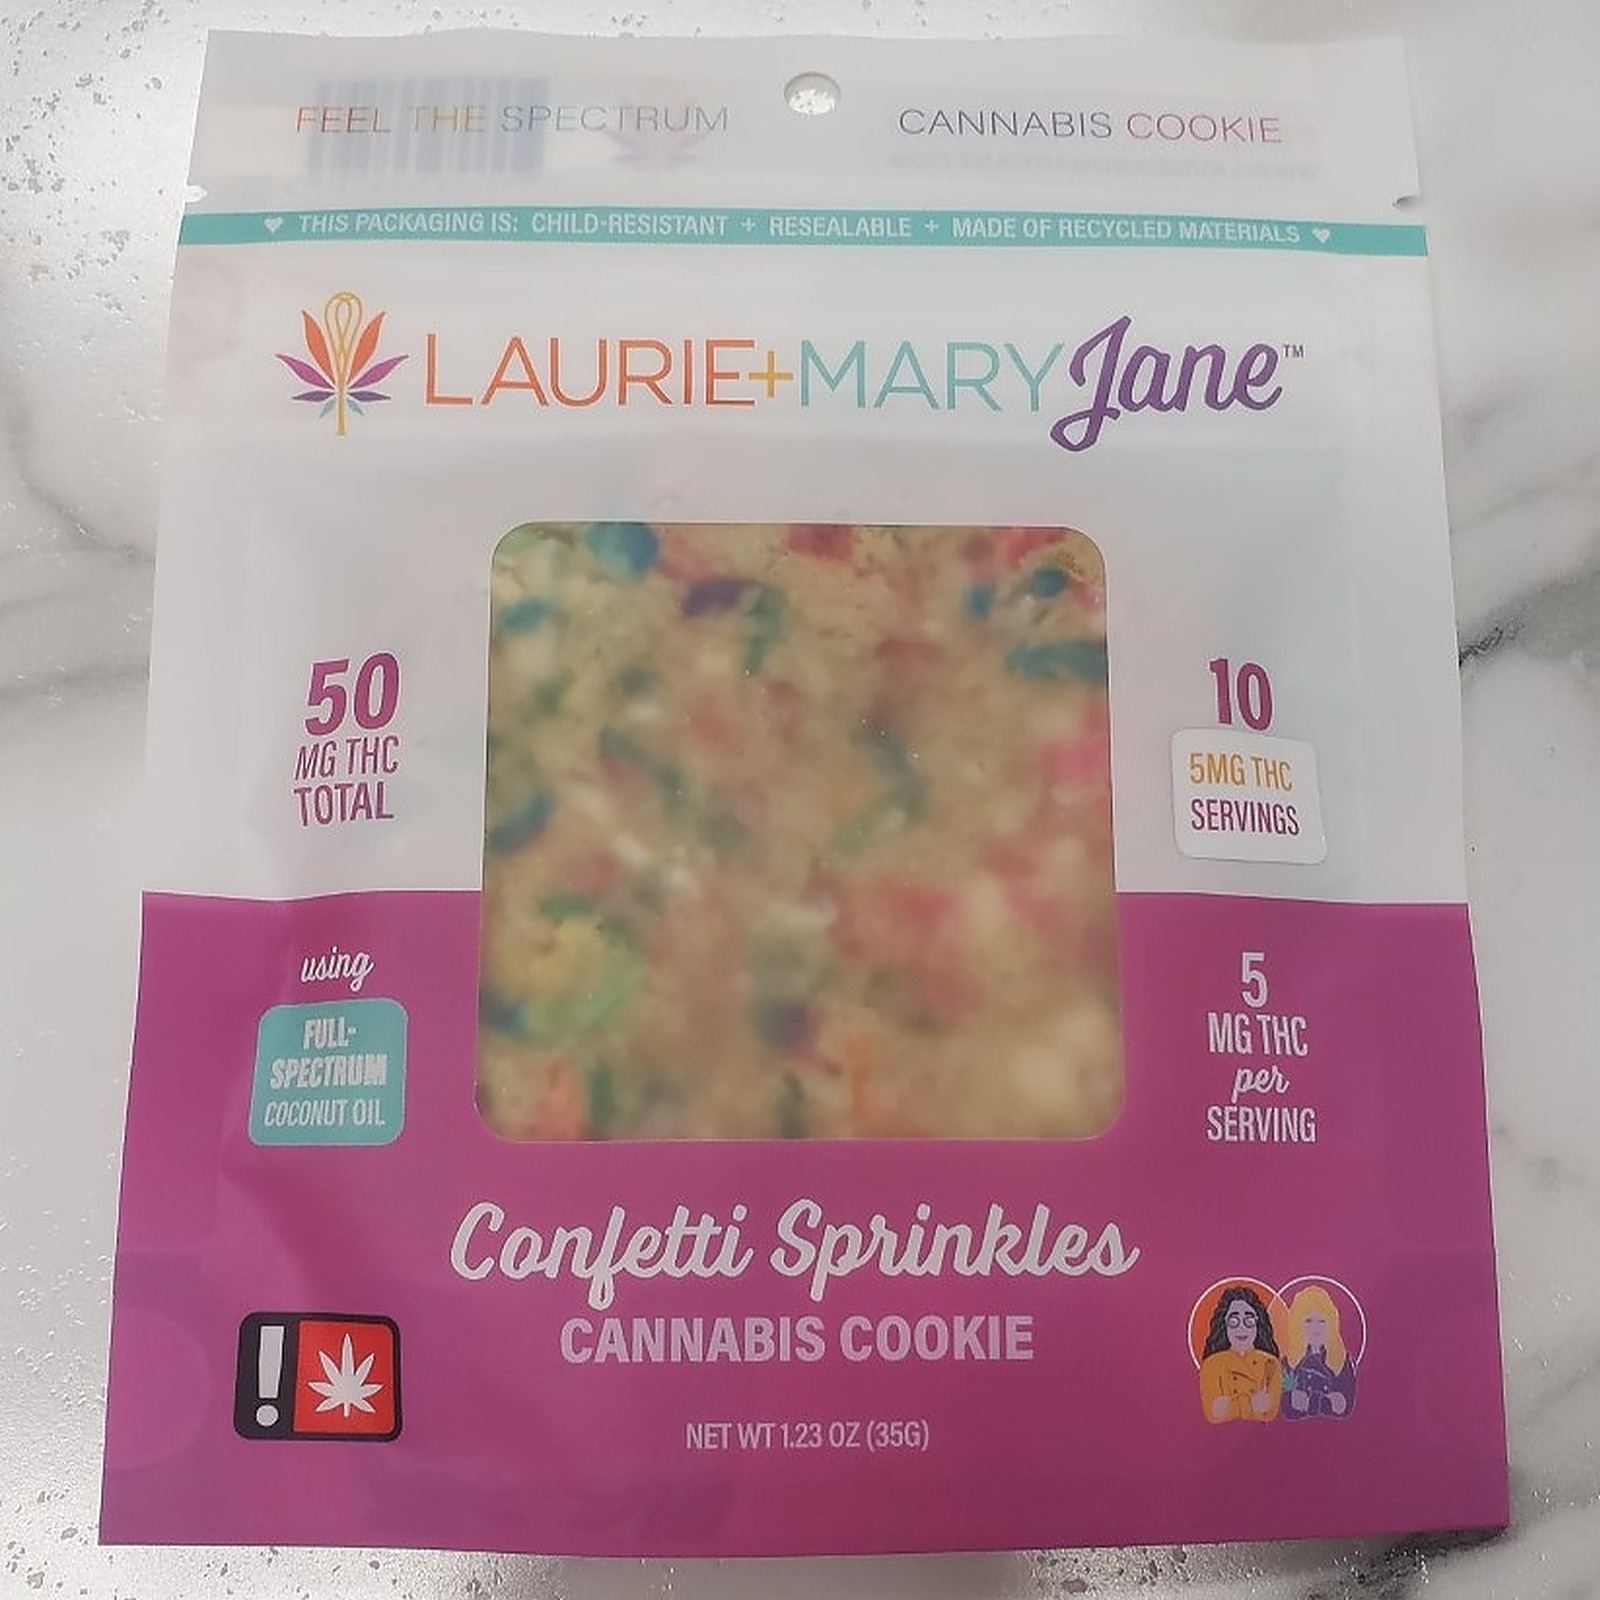 FEEL THE SPECTRUM
CANNABIS COOKIE
THIS PACKAGING IS: CHILD-RESISTANT + RESEALABLE + MADE OF RECYCLED MATERIALS
LAURIE+MARYJane™
50
MG THC
TOTAL
10
5MG THC
SERVINGS
using
FULL-
SPECTRUM
COCONUT OIL
5
MG THC
per
SERVING
Confetti Sprinkles
CANNABIS COOKIE
!
NET WT 1.23 OZ (35G)